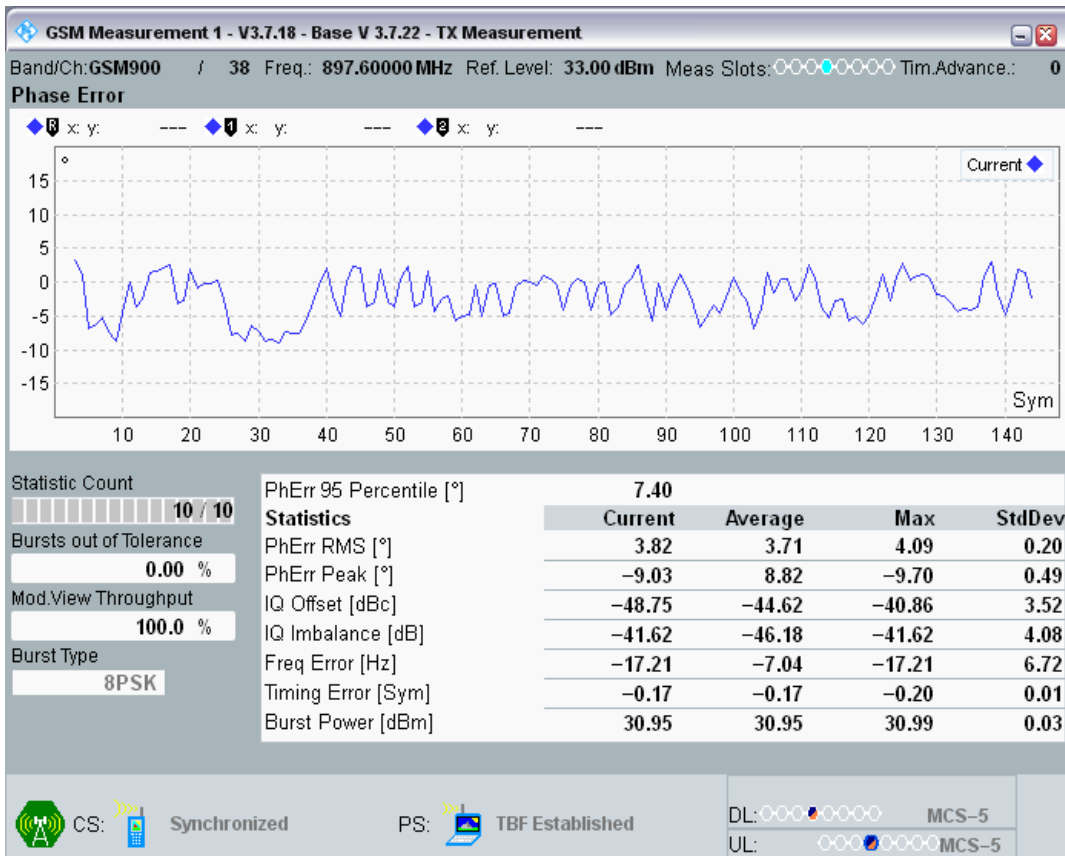 GSM Measurement 1 - V3.7.18 - Base V 3.7.22 - TX Measurement
Band/Ch:GSM900 / 38 Freq.: 897.60000 MHz Ref. Level: 33.00 dBm Meas Slots: Tim.Advance.: 0
Phase Error
R x: y: --- 1 x: y: --- 2 x: y: ---
°
Current
15
10
5
0
-5
-10
-15
Sym
10 20 30 40 50 60 70 80 90 100 110 120 130 140
Statistic Count
10 / 10
Bursts out of Tolerance
0.00 %
Mod.View Throughput
100.0 %
Burst Type
8PSK
PhErr 95 Percentile [°] 7.40
Statistics Current Average Max StdDev
PhErr RMS [°] 3.82 3.71 4.09 0.20
PhErr Peak [°] −9.03 8.82 −9.70 0.49
IQ Offset [dBc] −48.75 −44.62 −40.86 3.52
IQ Imbalance [dB] −41.62 −46.18 −41.62 4.08
Freq Error [Hz] −17.21 −7.04 −17.21 6.72
Timing Error [Sym] −0.17 −0.17 −0.20 0.01
Burst Power [dBm] 30.95 30.95 30.99 0.03
CS: Synchronized PS: TBF Established
DL: MCS−5
UL: MCS−5